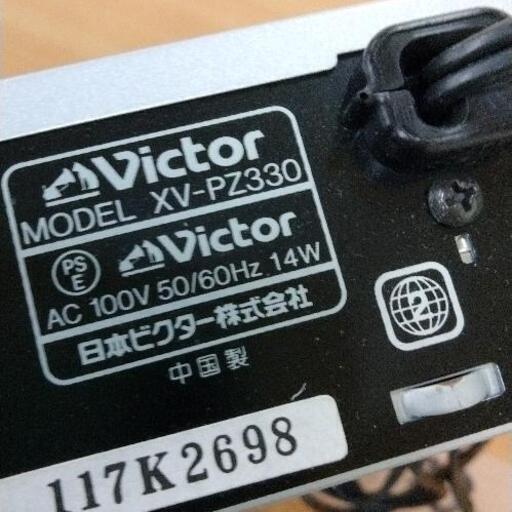 Victor
MODEL XV-PZ330
PS
E
Victor
AC 100V 50/60Hz 14W
日本ビクター株式会社
中国製
2
117K2698